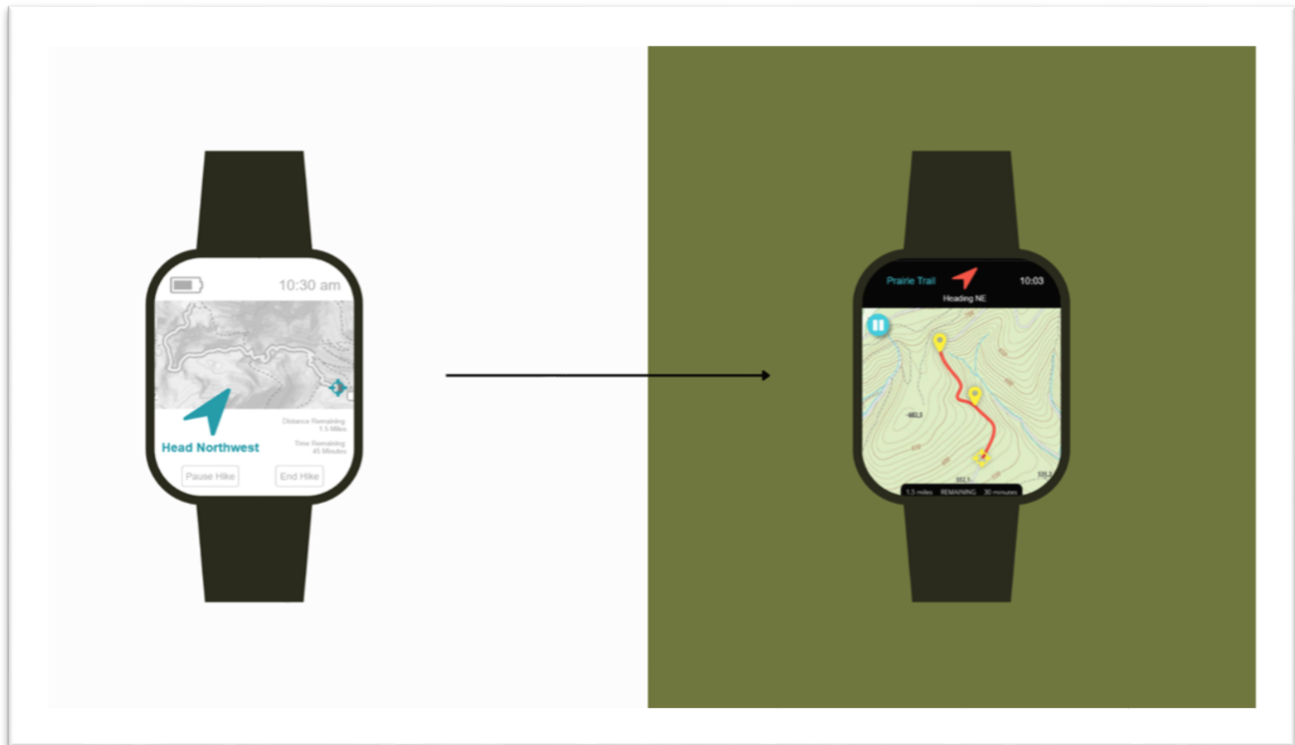 10:30 am
Distance Remaining
1.5 Miles
Time Remaining
45 Minutes
Head Northwest
Pause Hike
End Hike
Prairie Trail
10:03
Heading NE
1.5 miles REMAINING 30 minutes